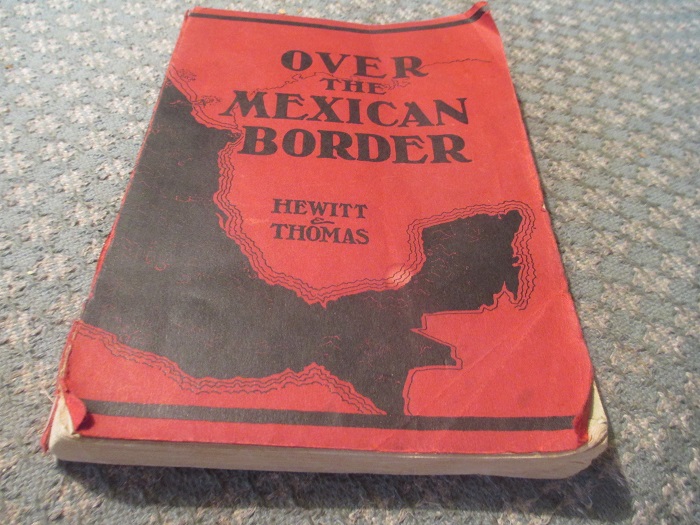 OVER
THE
MEXICAN
BORDER
HEWITT
&
THOMAS